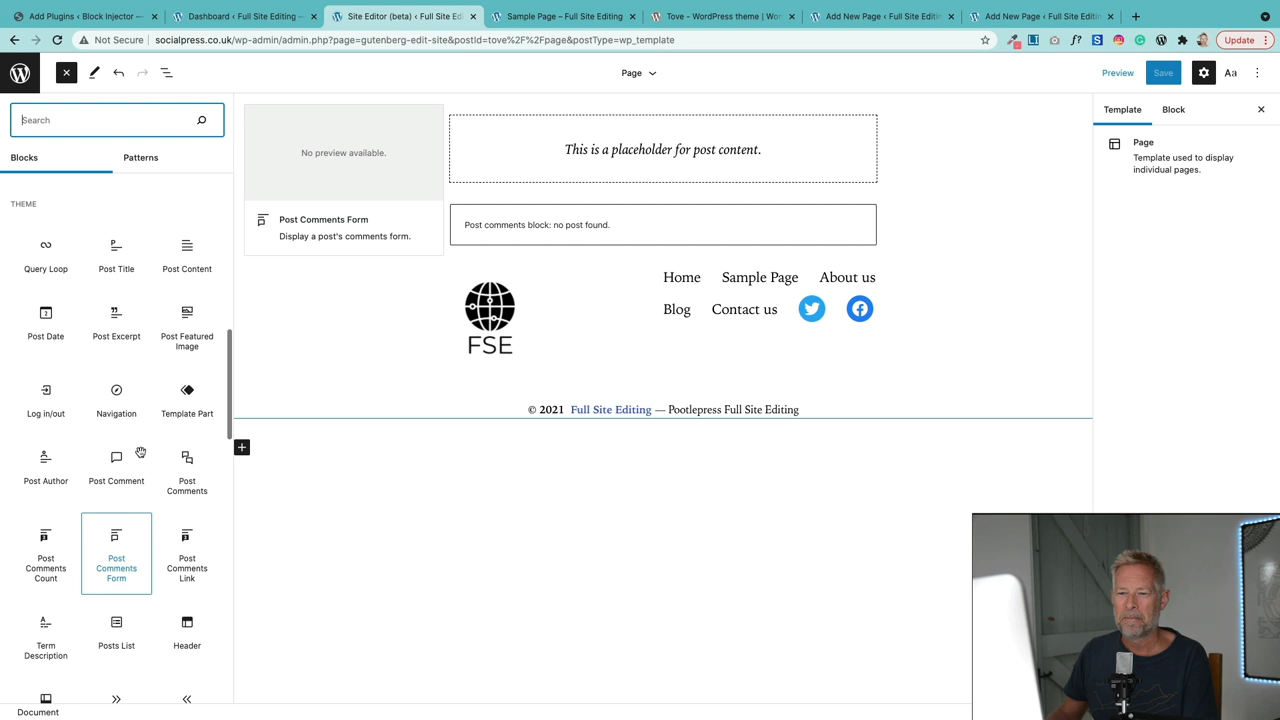 Add Plugins ‹ Block Injector —
Dashboard ‹ Full Site Editing —
Site Editor (beta) ‹ Full Site Ed
Sample Page – Full Site Editing
Tove - WordPress theme | Wor
Add New Page ‹ Full Site Editin
Add New Page ‹ Full Site Editin
Not Secure
socialpress.co.uk/wp-admin/admin.php?page=gutenberg-edit-site&postId=tove%2F%2Fpage&postType=wp_template
Update
Page
Preview
Save
Aa
Search
Blocks
Patterns
THEME
Query Loop
Post Title
Post Content
Post Date
Post Excerpt
Post Featured
Image
Log in/out
Navigation
Template Part
Post Author
Post Comment
Post
Comments
Post
Comments
Count
Post
Comments
Form
Post
Comments
Link
Term
Description
Posts List
Header
Document
No preview available.
Post Comments Form
Display a post's comments form.
This is a placeholder for post content.
Post comments block: no post found.
FSE
Home
Sample Page
About us
Blog
Contact us
© 2021 Full Site Editing — Pootlepress Full Site Editing
Template
Block
Page
Template used to display
individual pages.